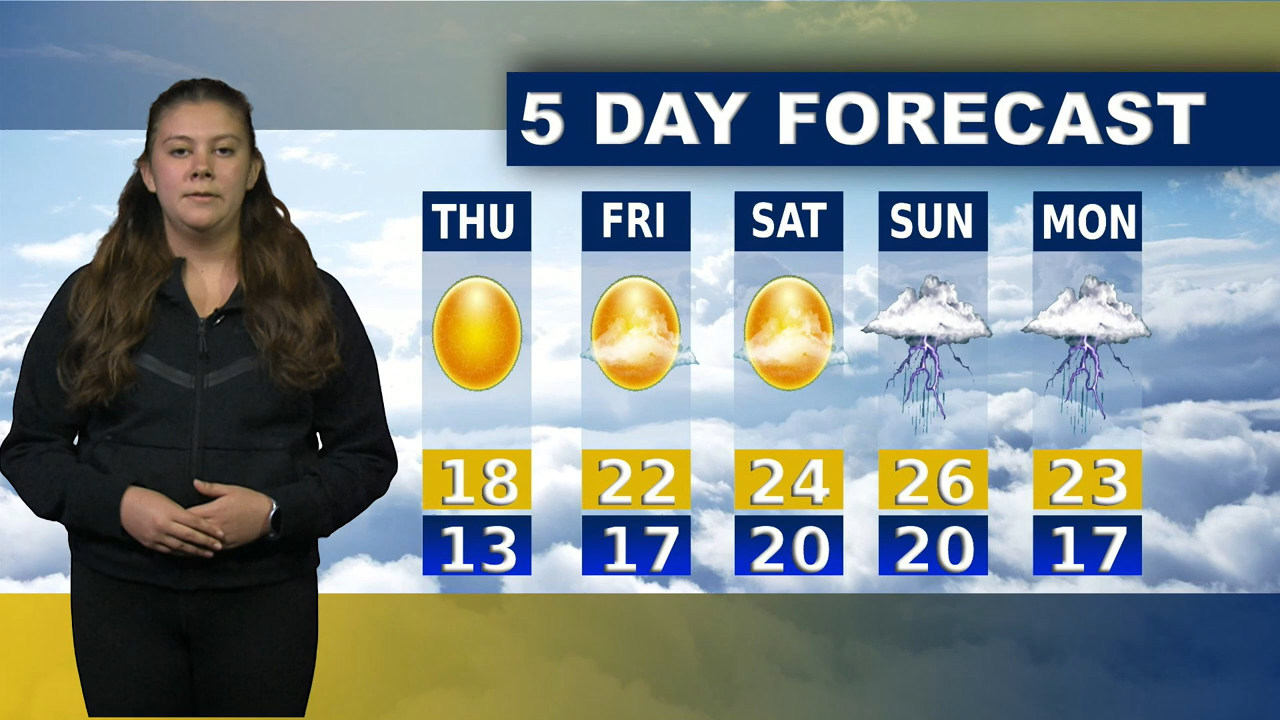 5 DAY FORECAST
THU FRI SAT SUN MON
18 22 24 26 23
13 17 20 20 17